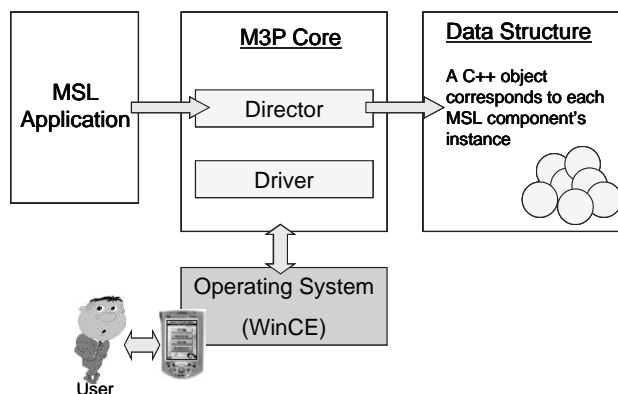 MSL
Application
M3P Core
Director
Driver
Data Structure
A C++ object
corresponds to each
MSL component's
instance
Operating System
(WinCE)
User